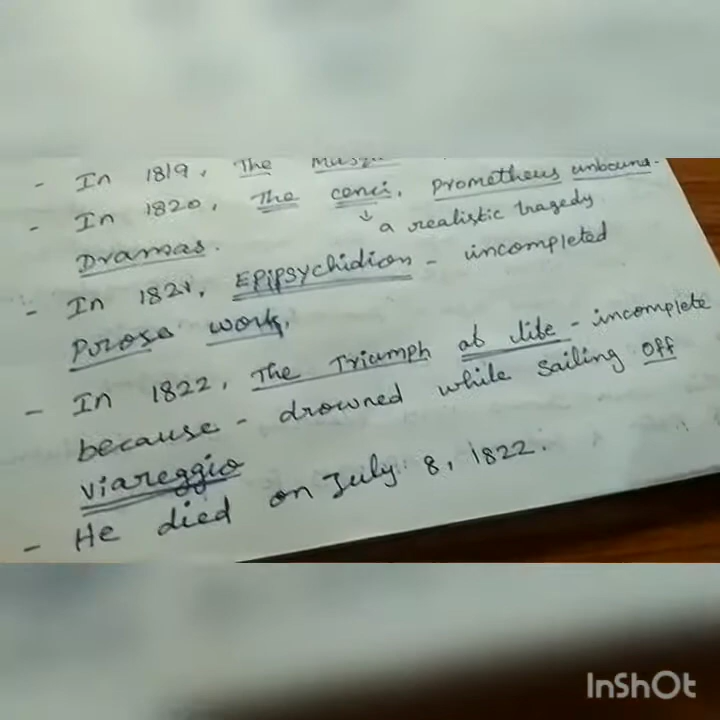 - In 1819, The
- In 1820, The cenci, Prometheus unbound -
↓
a realistic tragedy
Dramas.
- In 1821, Epipsychidion - incompleted
Porose work.
- In 1822, The Triumph of life - incomplete
because - drowned while sailing off
viareggio
- He died on July 8, 1822.
InShOt